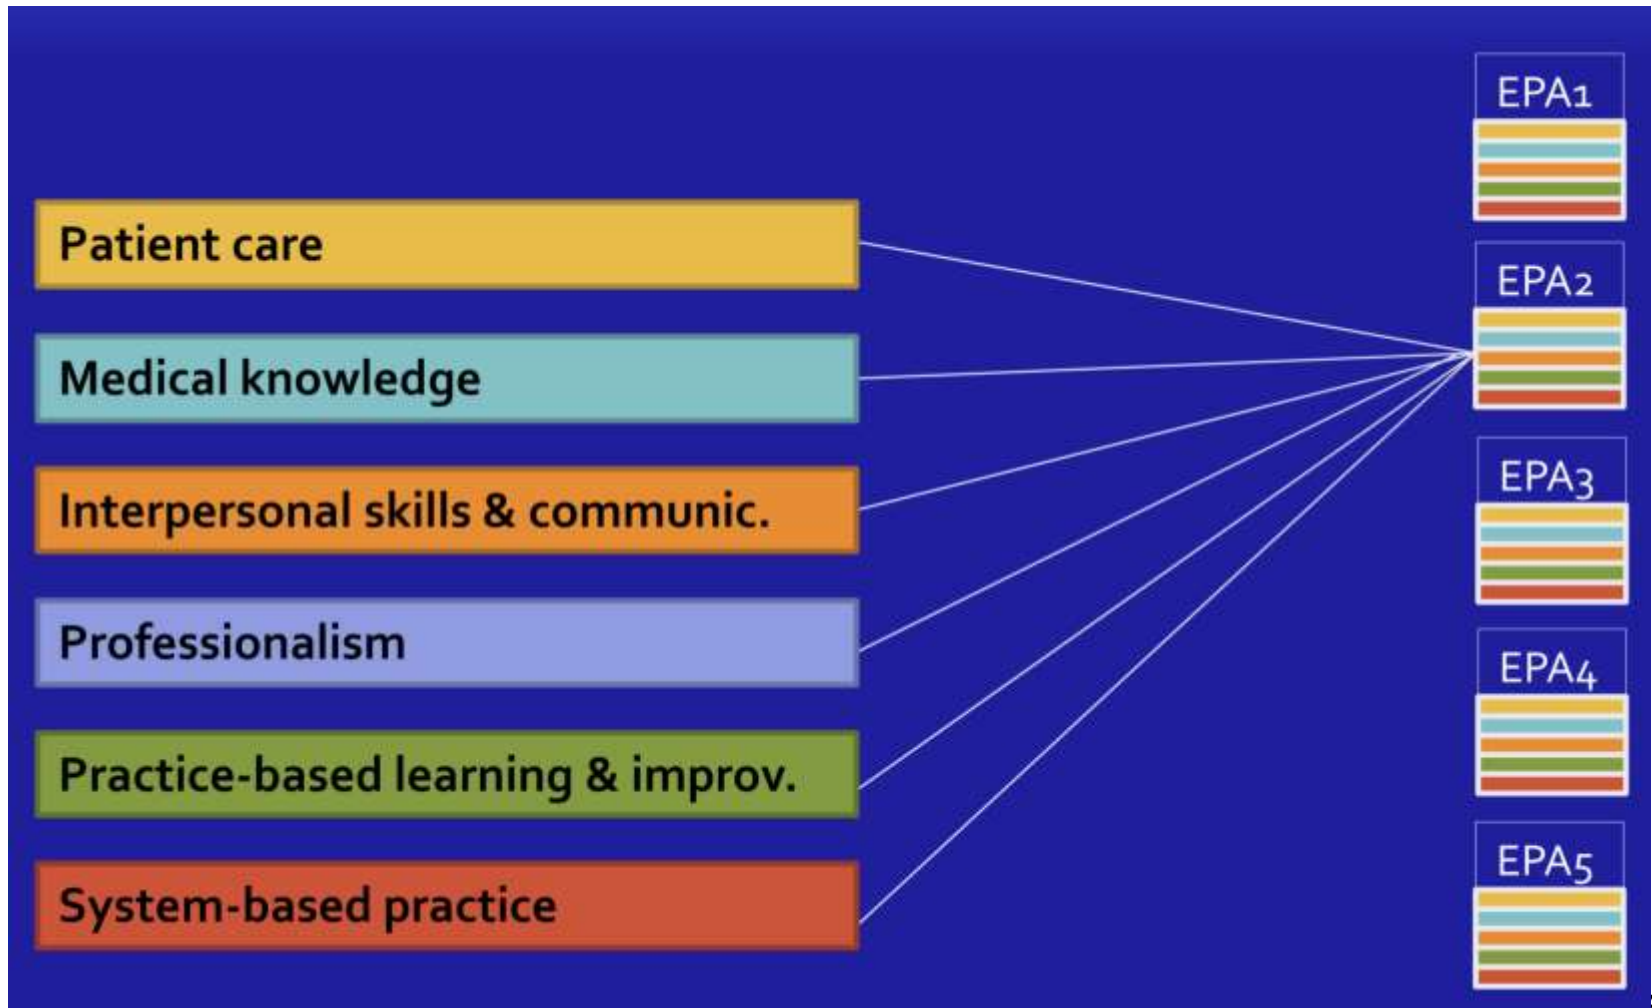 Patient care
Medical knowledge
Interpersonal skills & communic.
Professionalism
Practice-based learning & improv.
System-based practice
EPA1
EPA2
EPA3
EPA4
EPA5